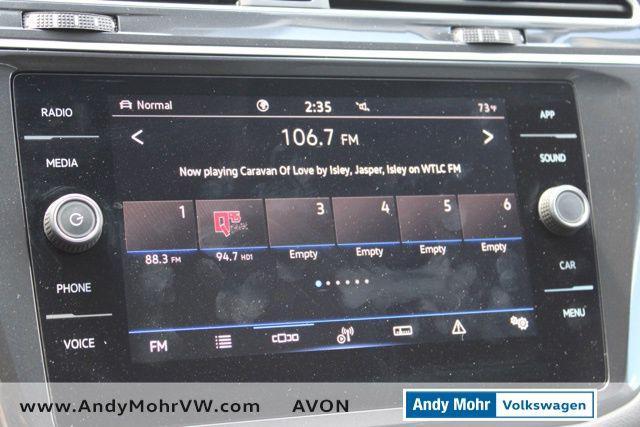 Normal 2:35 73°F
RADIO
MEDIA
PHONE
VOICE
< 106.7 FM >
Now playing Caravan Of Love by Isley, Jasper, Isley on WTLC FM
1 3 4 5 6
88.3 FM 94.7 HD1 Empty Empty Empty Empty
FM
APP
SOUND
CAR
MENU
www.AndyMohrVW.com AVON Andy Mohr Volkswagen